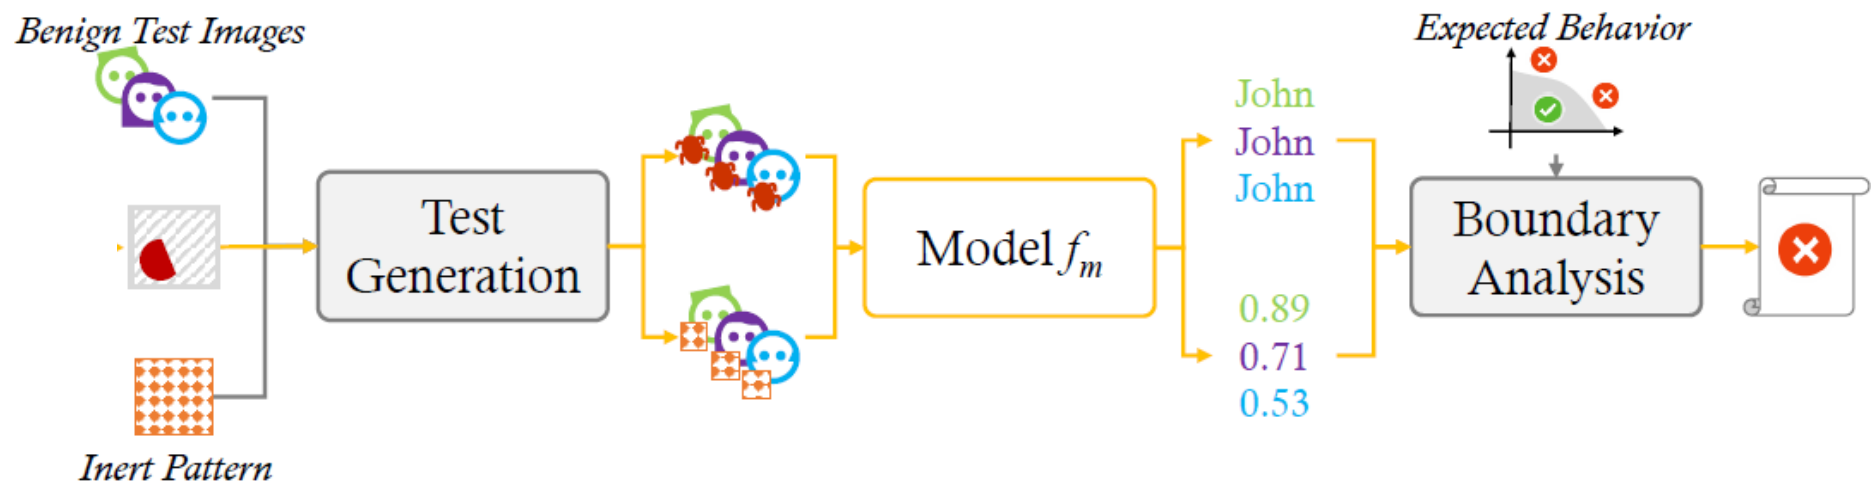 Benign Test Images
Expected Behavior
Test
Generation
Model fm
John
John
John
0.89
0.71
0.53
Boundary
Analysis
Inert Pattern